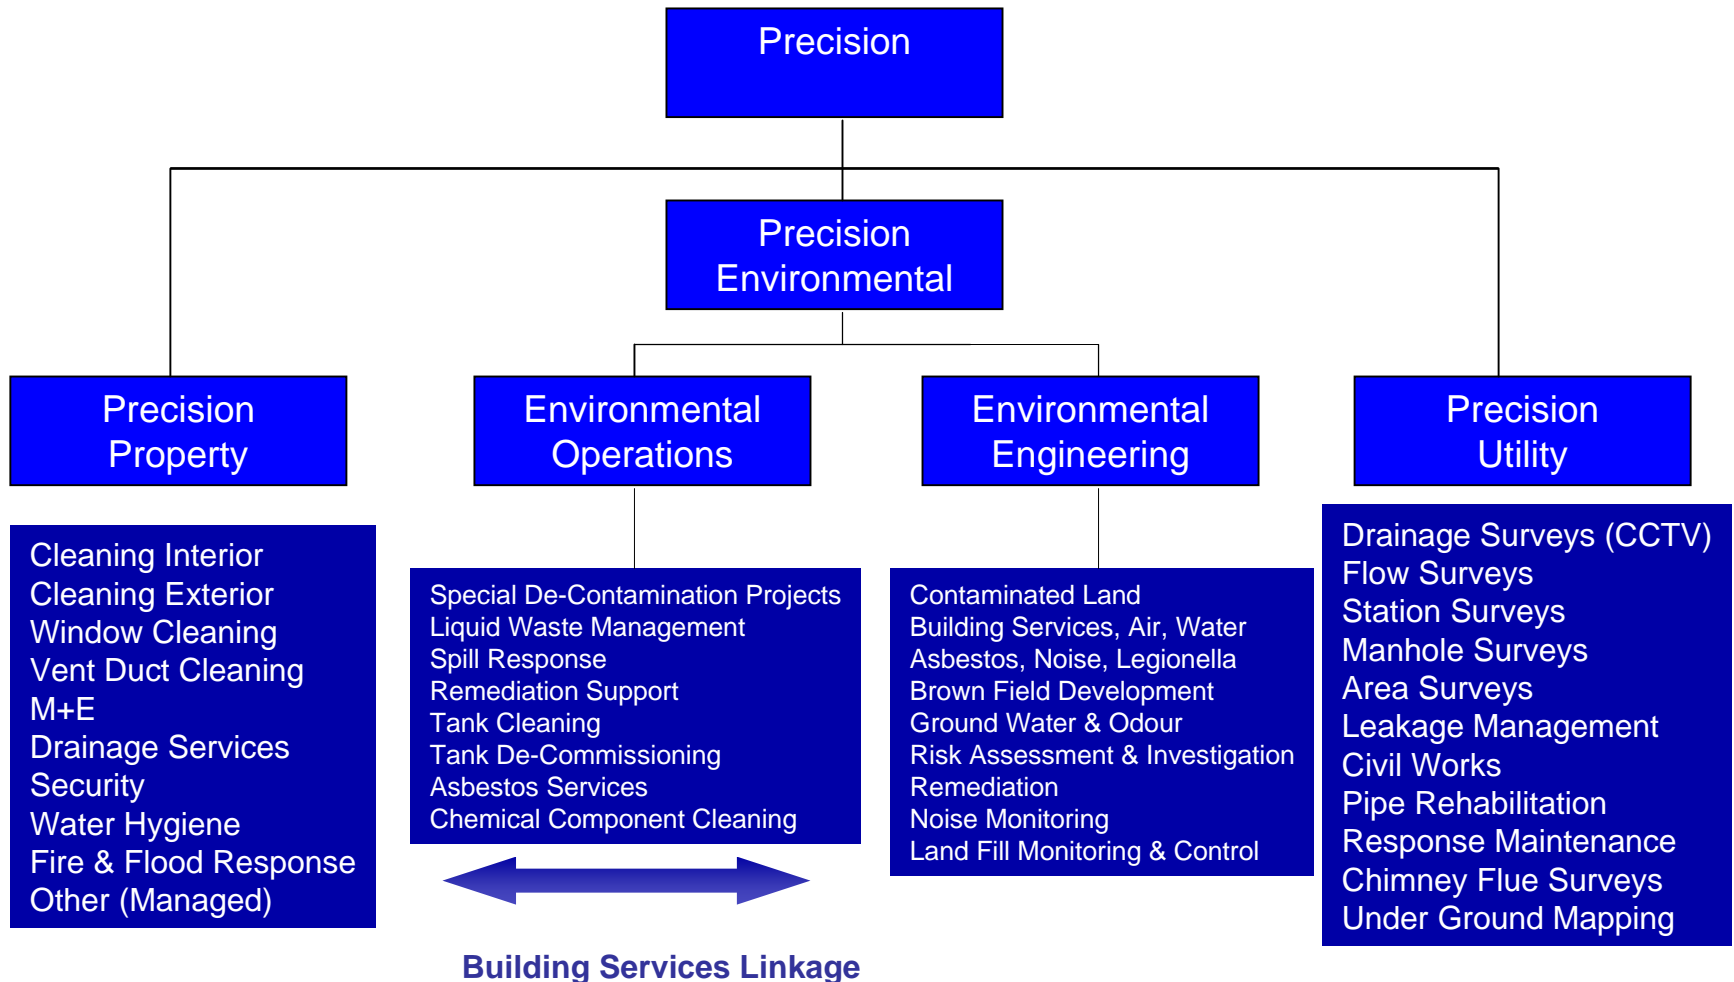 Precision
Precision
Environmental
Precision
Property
Environmental
Operations
Environmental
Engineering
Precision
Utility
Cleaning Interior
Cleaning Exterior
Window Cleaning
Vent Duct Cleaning
M+E
Drainage Services
Security
Water Hygiene
Fire & Flood Response
Other (Managed)
Special De-Contamination Projects
Liquid Waste Management
Spill Response
Remediation Support
Tank Cleaning
Tank De-Commissioning
Asbestos Services
Chemical Component Cleaning
Contaminated Land
Building Services, Air, Water
Asbestos, Noise, Legionella
Brown Field Development
Ground Water & Odour
Risk Assessment & Investigation
Remediation
Noise Monitoring
Land Fill Monitoring & Control
Drainage Surveys (CCTV)
Flow Surveys
Station Surveys
Manhole Surveys
Area Surveys
Leakage Management
Civil Works
Pipe Rehabilitation
Response Maintenance
Chimney Flue Surveys
Under Ground Mapping
Building Services Linkage